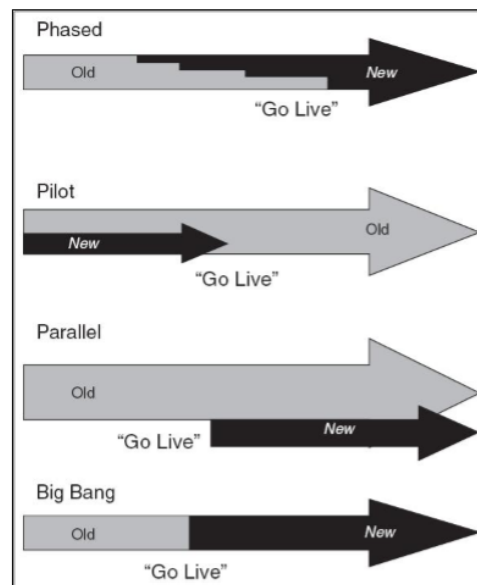 Phased
Old
New
“Go Live”
Pilot
New
Old
“Go Live”
Parallel
Old
“Go Live”
New
Big Bang
Old
New
“Go Live”